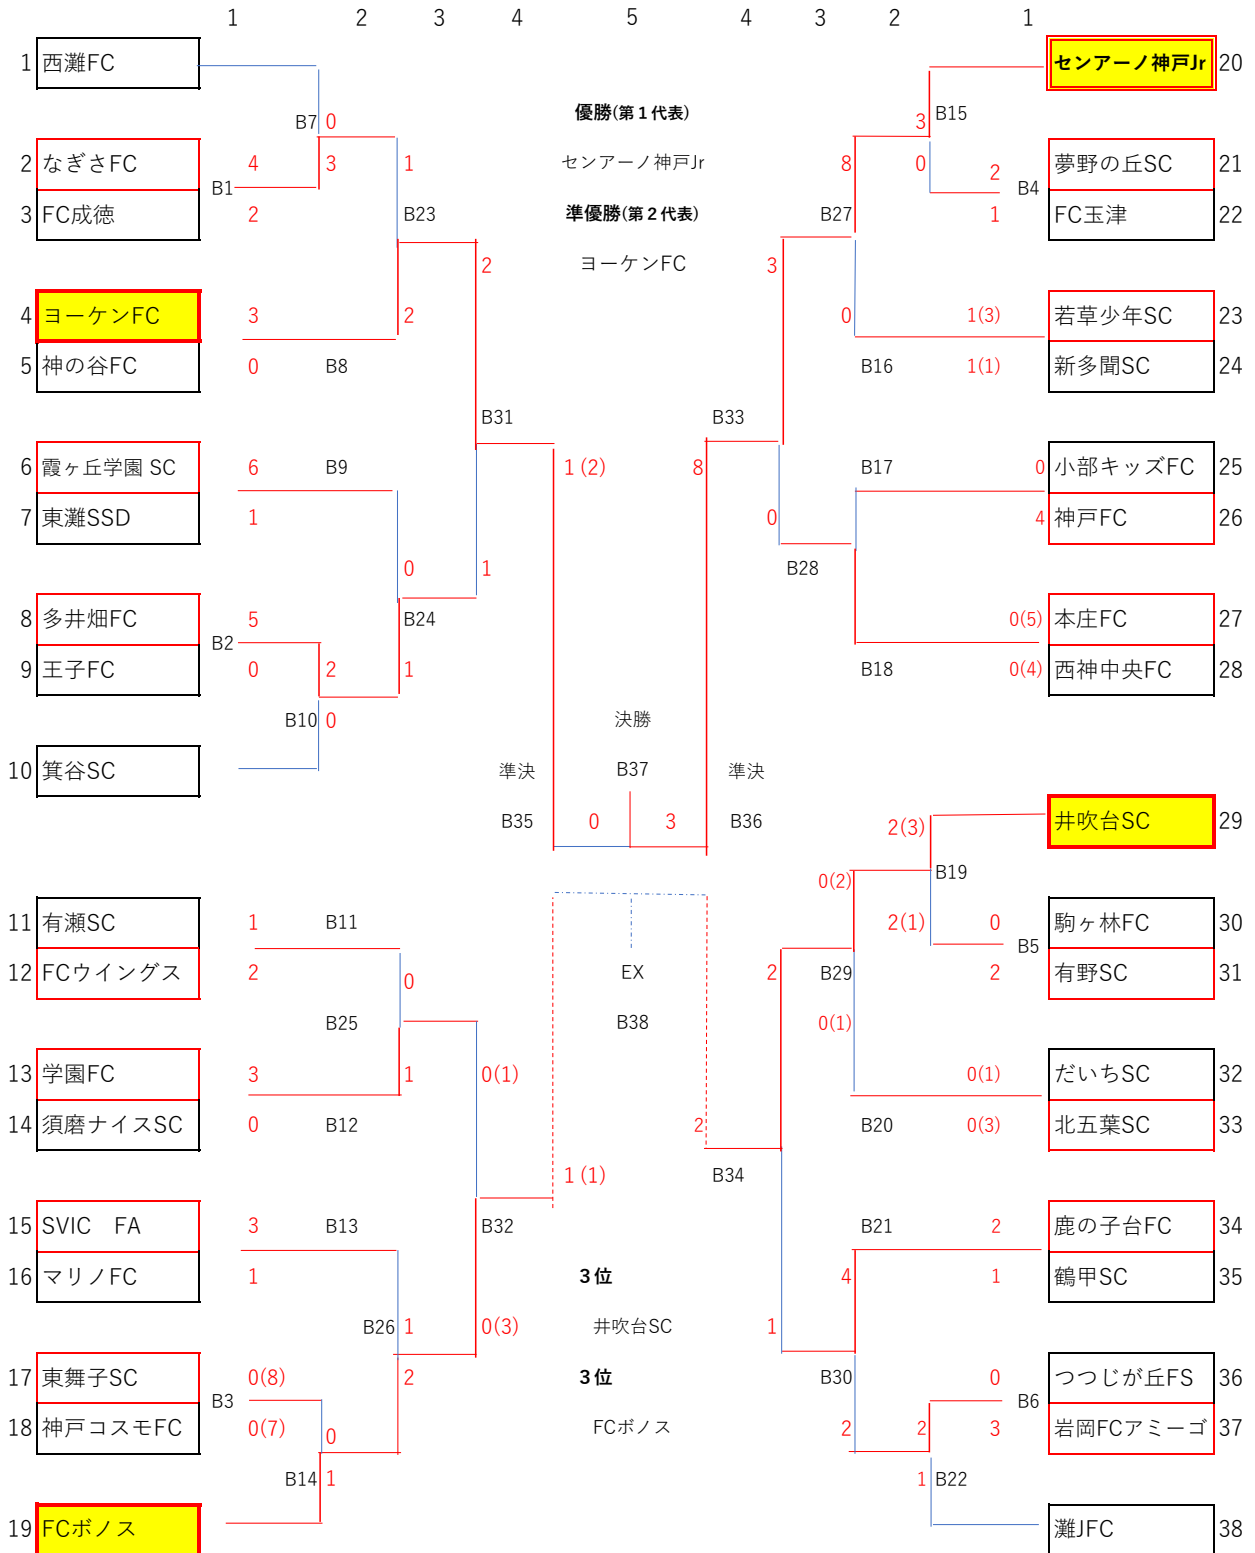 1 2 3 4 5 4 3 2 1
1 西灘FC センアーノ神戸Jr 20
B7 0 優勝(第１代表) 3 B15
2 なぎさFC 4 3 1 センアーノ神戸Jr 8 0 2 夢野の丘SC 21
B1 B4
3 FC成徳 2 B23 準優勝(第２代表) B27 1 FC玉津 22
2 ヨーケンFC 3
4 ヨーケンFC 3 2 0 1(3) 若草少年SC 23
5 神の谷FC 0 B8 B16 1(1) 新多聞SC 24
B31 B33
6 霞ヶ丘学園 SC 6 B9 1 (2) 8 B17 0 小部キッズFC 25
7 東灘SSD 1 0 4 神戸FC 26
0 1 B28
8 多井畑FC 5 B24 0(5) 本庄FC 27
B2
9 王子FC 0 2 1 B18 0(4) 西神中央FC 28
B10 0 決勝
10 箕谷SC 準決 B37 準決
B35 0 3 B36 2(3) 井吹台SC 29
0(2) B19
11 有瀬SC 1 B11 2(1) 0 駒ヶ林FC 30
B5
12 FCウイングス 2 0 EX 2 B29 2 有野SC 31
B25 B38 0(1)
13 学園FC 3 1 0(1) 0(1) だいちSC 32
14 須磨ナイスSC 0 B12 2 B20 0(3) 北五葉SC 33
1 (1) B34
15 SVIC　FA 3 B13 B32 B21 2 鹿の子台FC 34
16 マリノFC 1 ３位 4 1 鶴甲SC 35
B26 1 0(3) 井吹台SC 1
17 東舞子SC 0(8) 2 ３位 B30 0 つつじが丘FS 36
B3 B6
18 神戸コスモFC 0(7) 0 FCボノス 2 2 3 岩岡FCアミーゴ 37
B14 1 1 B22
19 FCボノス 灘JFC 38